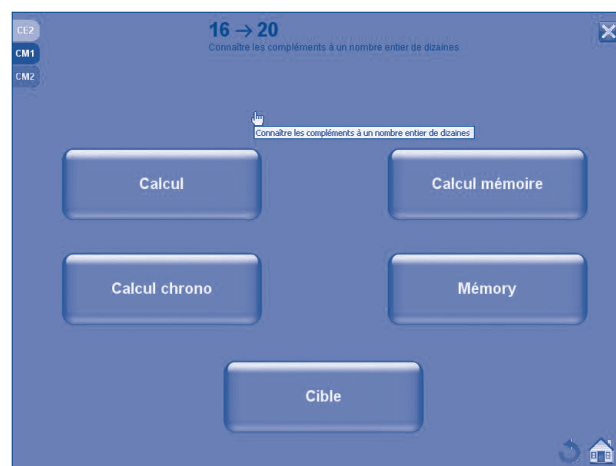 CE2
CM1
CM2
16 → 20
Connaître les compléments à un nombre entier de dizaines
Connaître les compléments à un nombre entier de dizaines
Calcul
Calcul mémoire
Calcul chrono
Mémory
Cible